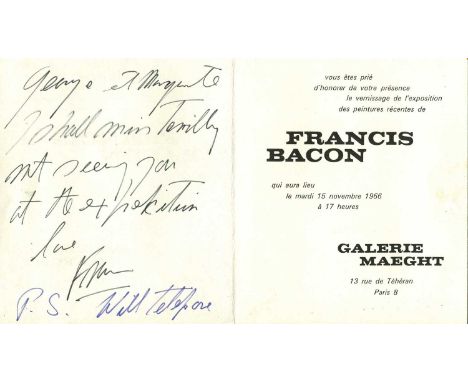 George et Marguerite
I shall miss terribly
not seeing you
at the exhibition
love
Francis
P.S. Will telephone
vous êtes prié
d'honorer de votre présence
le vernissage de l'exposition
des peintures récentes de
FRANCIS
BACON
qui aura lieu
le mardi 15 novembre 1966
à 17 heures
GALERIE
MAEGHT
13 rue de Téhéran
Paris 8